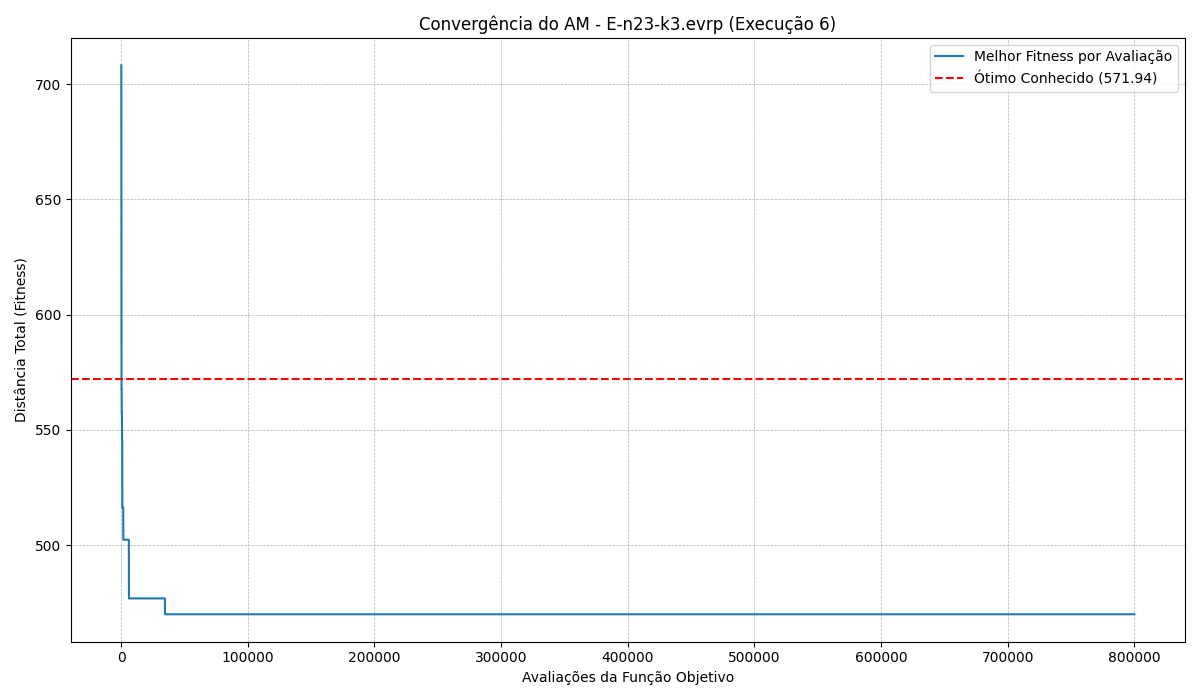 Convergência do AM - E-n23-k3.evrp (Execução 6)
Melhor Fitness por Avaliação
Ótimo Conhecido (571.94)
Distância Total (Fitness)
700
650
600
550
500
0 100000 200000 300000 400000 500000 600000 700000 800000
Avaliações da Função Objetivo